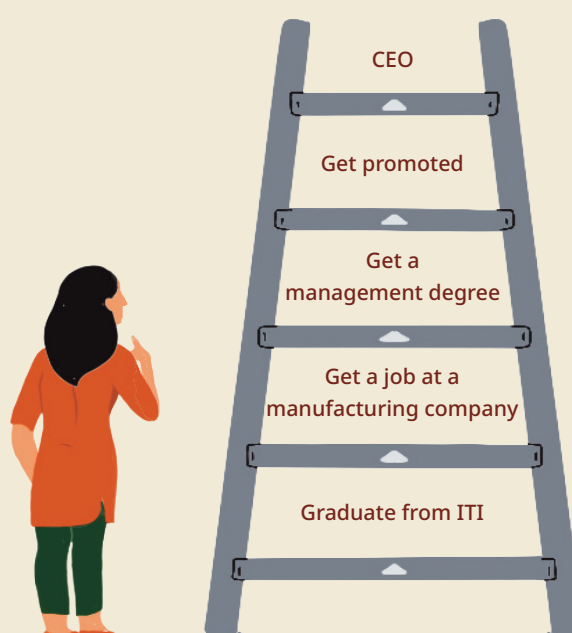 CEO
Get promoted
Get a
management degree
Get a job at a
manufacturing company
Graduate from ITI